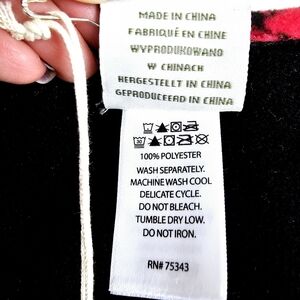 MADE IN CHINA
FABRIQUÉ EN CHINE
WYPRODUKOWANO
W CHINACH
HERGESTELLT IN CHINA
GEPRODUCEERD IN CHINA
100% POLYESTER
WASH SEPARATELY.
MACHINE WASH COOL
DELICATE CYCLE.
DO NOT BLEACH.
TUMBLE DRY LOW.
DO NOT IRON.
RN# 75343